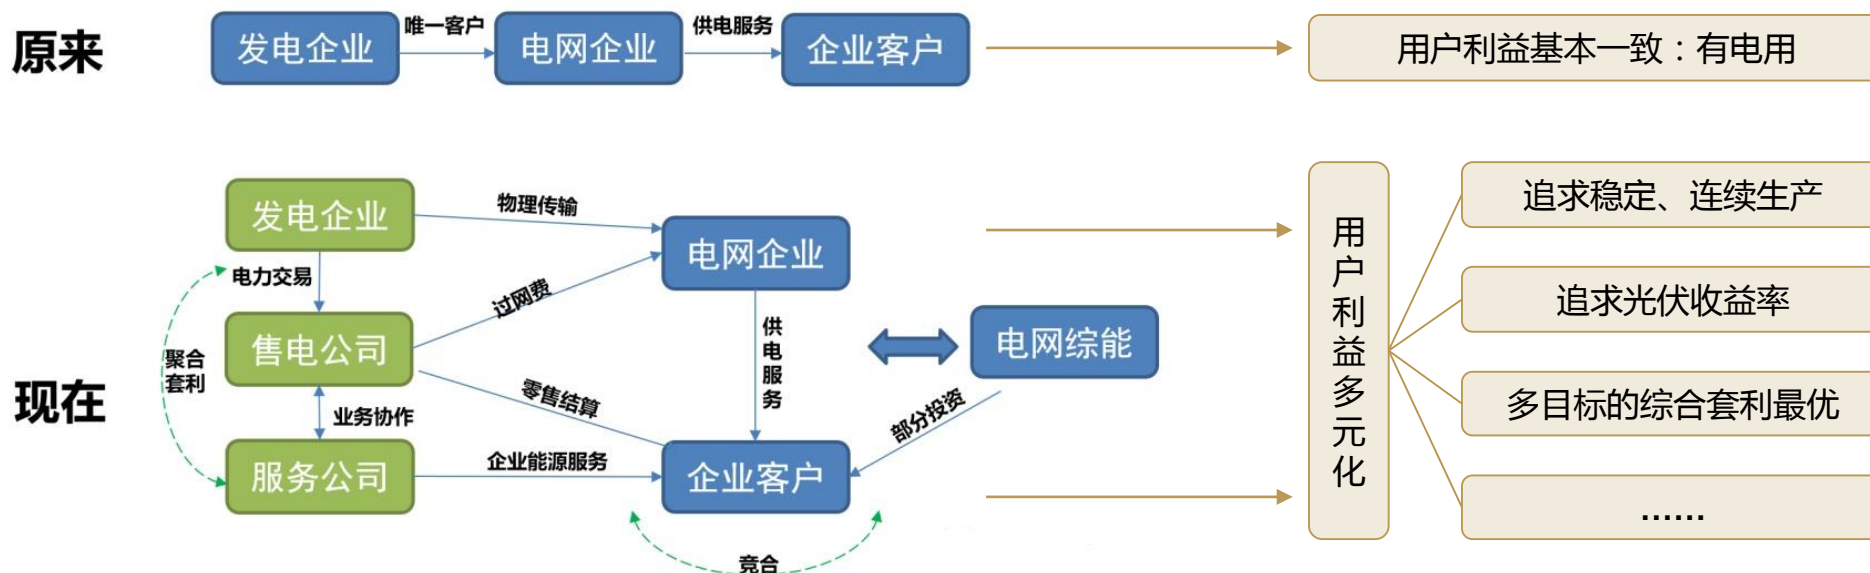 原来
发电企业
唯一客户
电网企业
供电服务
企业客户
用户利益基本一致：有电用
现在
发电企业
物理传输
电网企业
电力交易
过网费
售电公司
聚合
套利
供电服务
电网综能
零售结算
业务协作
部分投资
服务公司
企业能源服务
企业客户
竞合
用户利益多元化
追求稳定、连续生产
追求光伏收益率
多目标的综合套利最优
......